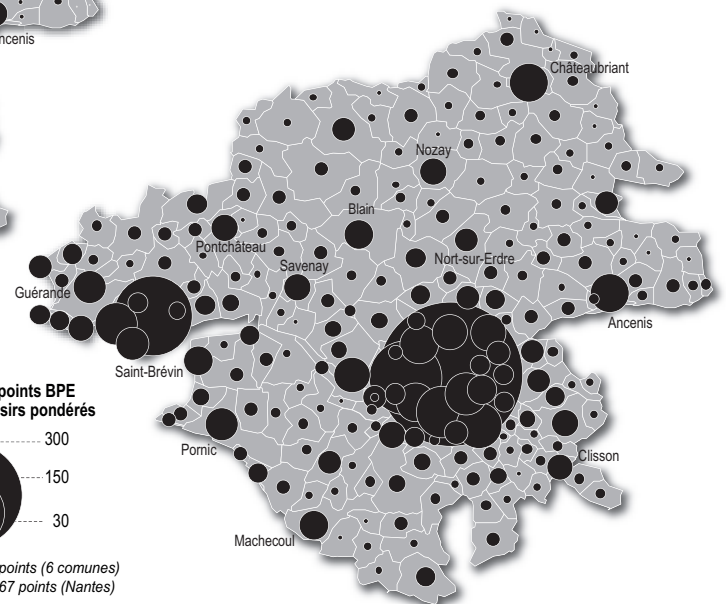 ncenis
Châteaubriant
Nozay
Blain
Pontchâteau
Nort-sur-Erdre
Savenay
Guérande
Ancenis
Saint-Brévin
points BPE
sirs pondérés
300
150
30
Pornic
Clisson
Machecoul
points (6 comunes)
67 points (Nantes)